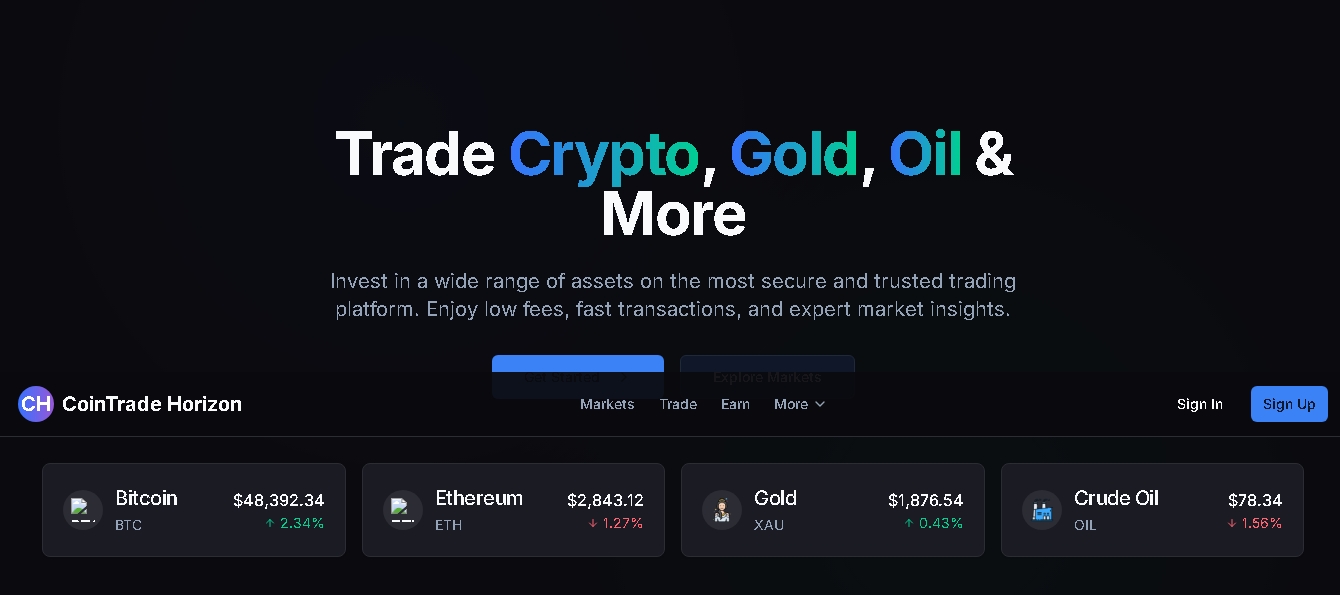 Trade Crypto, Gold, Oil &
More
Invest in a wide range of assets on the most secure and trusted trading
platform. Enjoy low fees, fast transactions, and expert market insights.
Get Started
Explore Markets
CH CoinTrade Horizon
Markets
Trade
Earn
More
Sign In
Sign Up
Bitcoin
BTC
$48,392.34
↑ 2.34%
Ethereum
ETH
$2,843.12
↓ 1.27%
Gold
XAU
$1,876.54
↑ 0.43%
Crude Oil
OIL
$78.34
↓ 1.56%